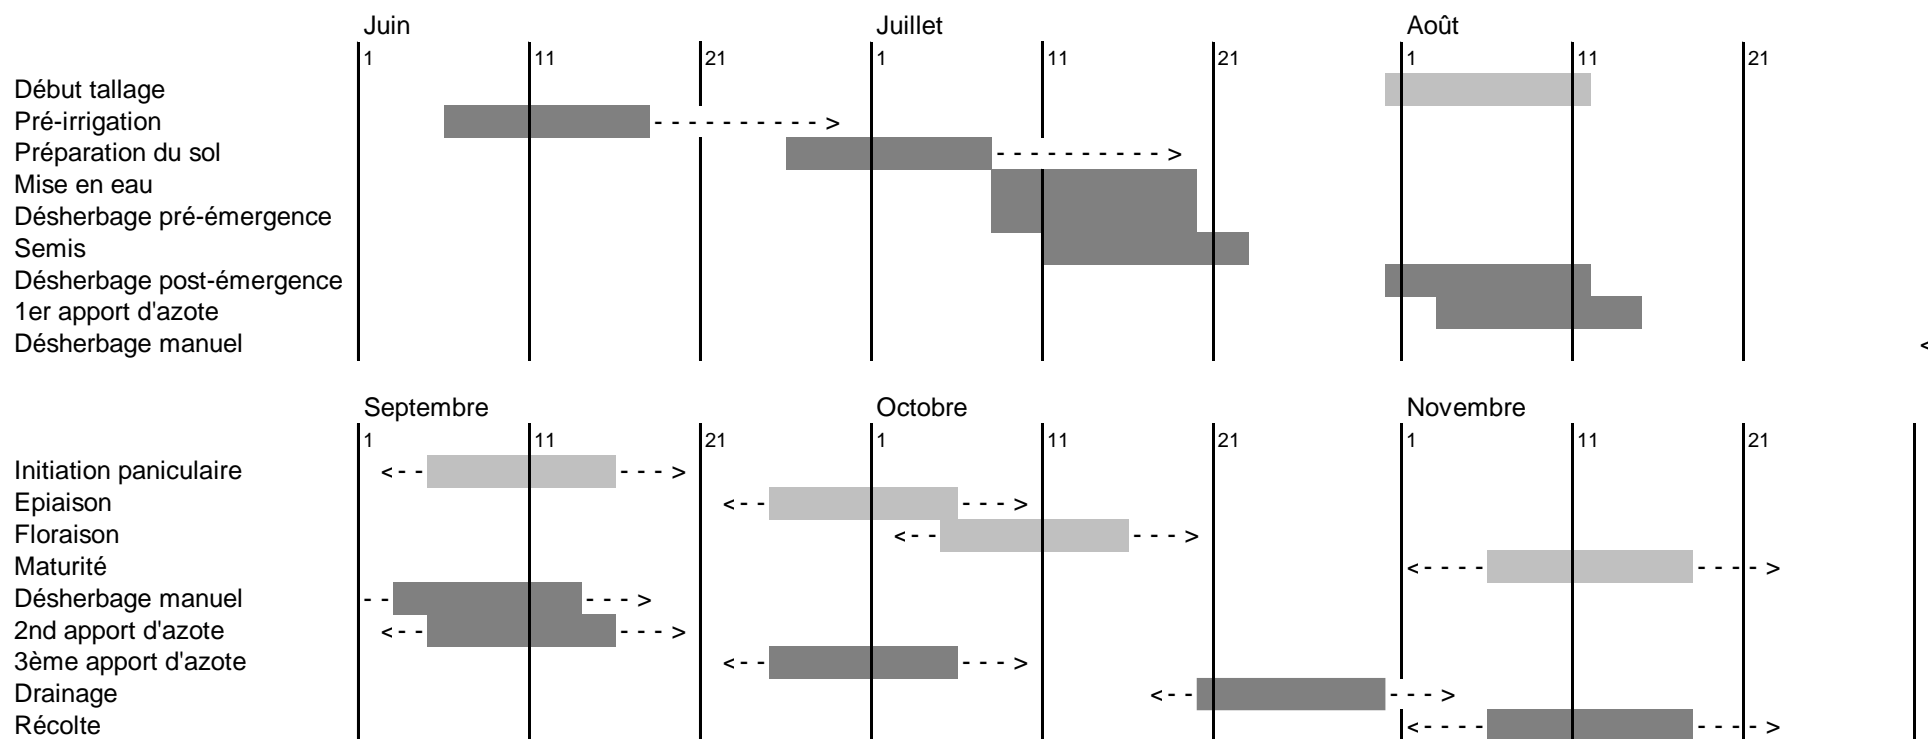 Juin Juillet Août
1 11 21 1 11 21 1 11 21
Début tallage
Pré-irrigation - - - - - - - - - - >
Préparation du sol - - - - - - - - - - >
Mise en eau
Désherbage pré-émergence
Semis
Désherbage post-émergence
1er apport d'azote
Désherbage manuel <
Septembre Octobre Novembre
1 11 21 1 11 21 1 11 21
Initiation paniculaire <- - - - - >
Epiaison <- - - - - >
Floraison <- - - - - >
Maturité <- - - - - - - - >
Désherbage manuel - - - - - >
2nd apport d'azote <- - - - - >
3ème apport d'azote <- - - - - >
Drainage <- - - - - >
Récolte <- - - - - - - - >